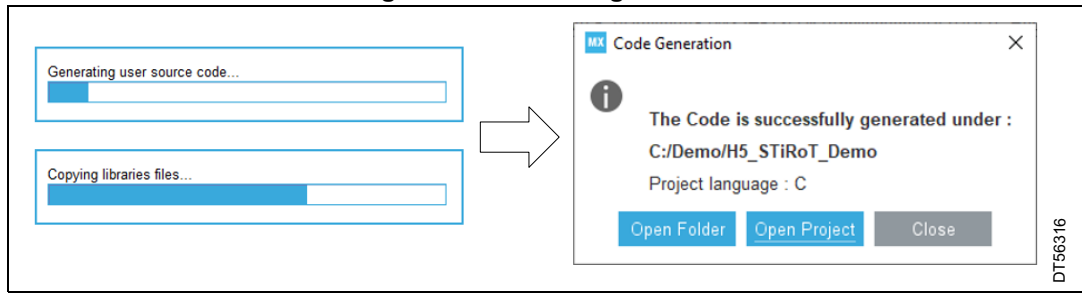 Generating user source code...
Copying libraries files...
MX Code Generation
The Code is successfully generated under :
C:/Demo/H5_STiRoT_Demo
Project language : C
Open Folder
Open Project
Close
DT56316